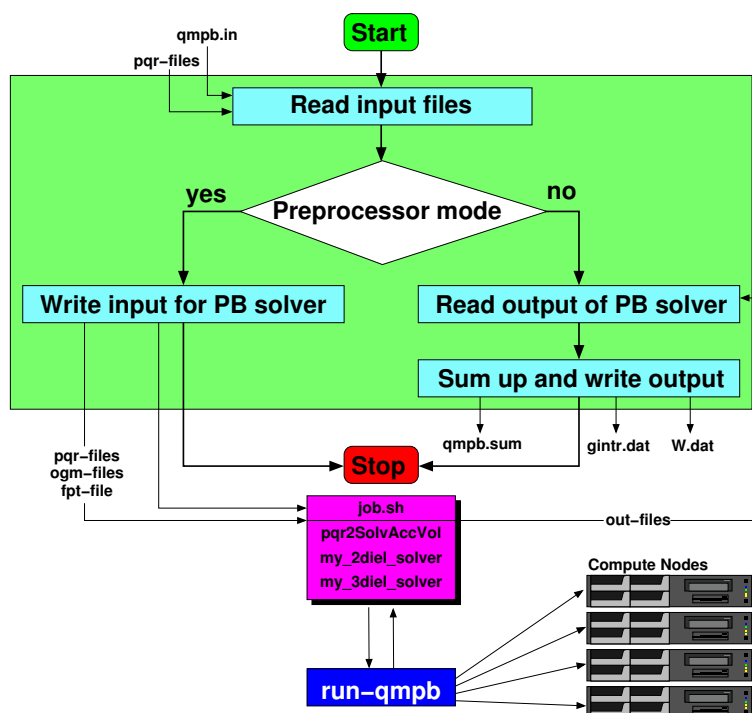 Start
qmpb.in
pqr-files
Read input files
yes
no
Preprocessor mode
Write input for PB solver
Read output of PB solver
Sum up and write output
qmpb.sum
gintr.dat
W.dat
pqr-files
ogm-files
fpt-file
Stop
job.sh
out-files
pqr2SolvAccVol
my_2diel_solver
my_3diel_solver
Compute Nodes
run-qmpb